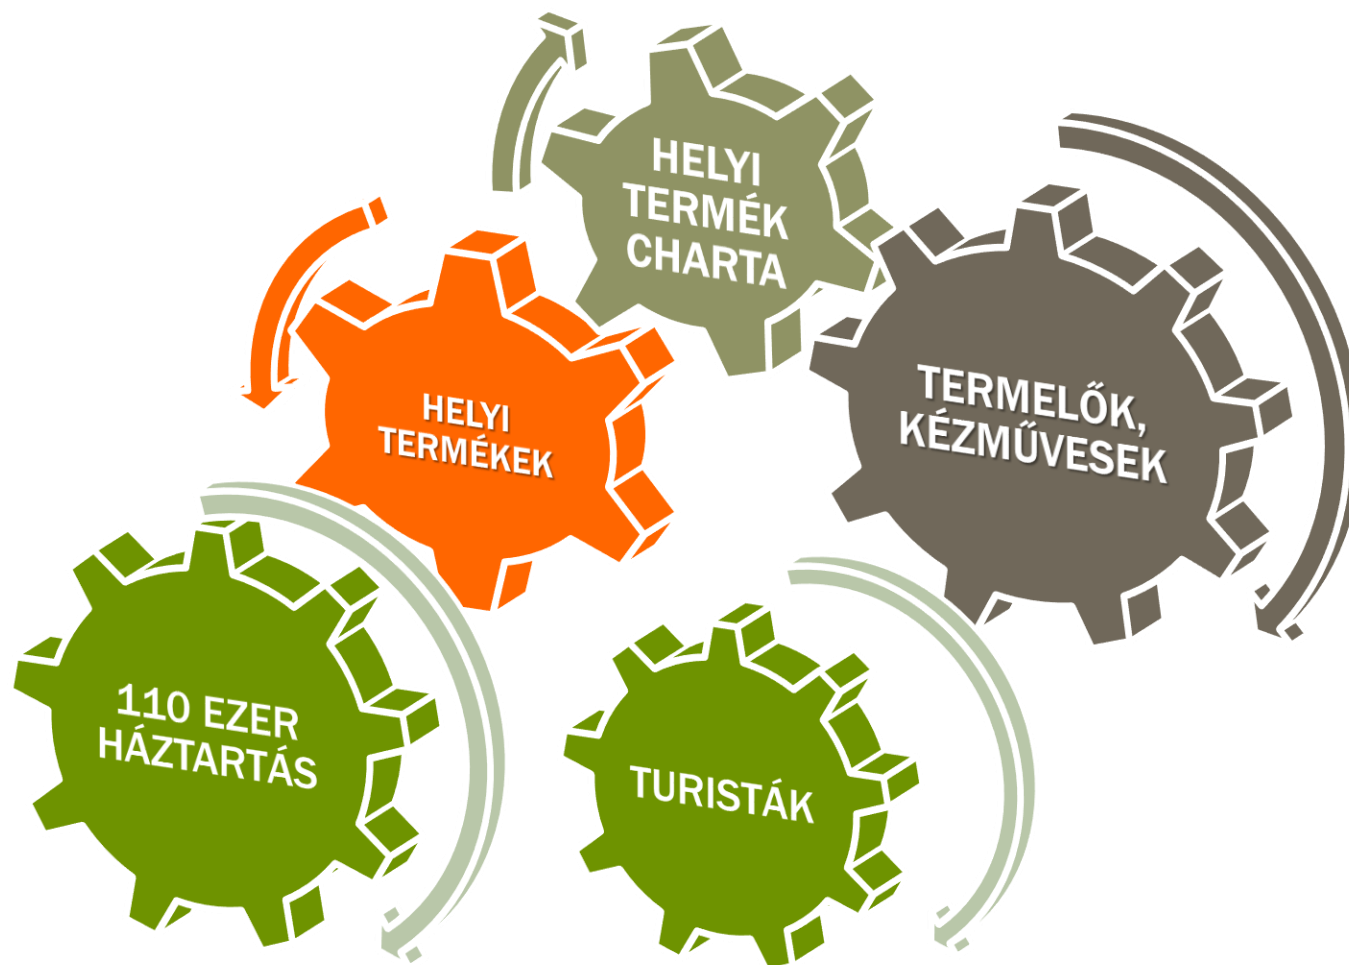 HELYI
TERMÉK
CHARTA
TERMELŐK,
KÉZMŰVESEK
HELYI
TERMÉKEK
110 EZER
HÁZTARTÁS
TURISTÁK